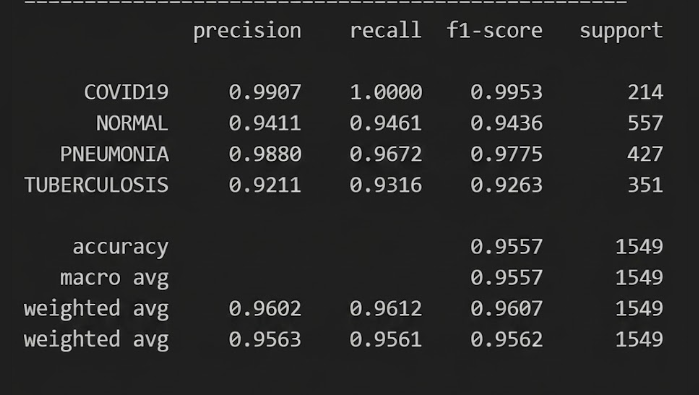 precision recall f1-score support
COVID19 0.9907 1.0000 0.9953 214
NORMAL 0.9411 0.9461 0.9436 557
PNEUMONIA 0.9880 0.9672 0.9775 427
TUBERCULOSIS 0.9211 0.9316 0.9263 351
accuracy 0.9557 1549
macro avg 0.9557 1549
weighted avg 0.9602 0.9612 0.9607 1549
weighted avg 0.9563 0.9561 0.9562 1549